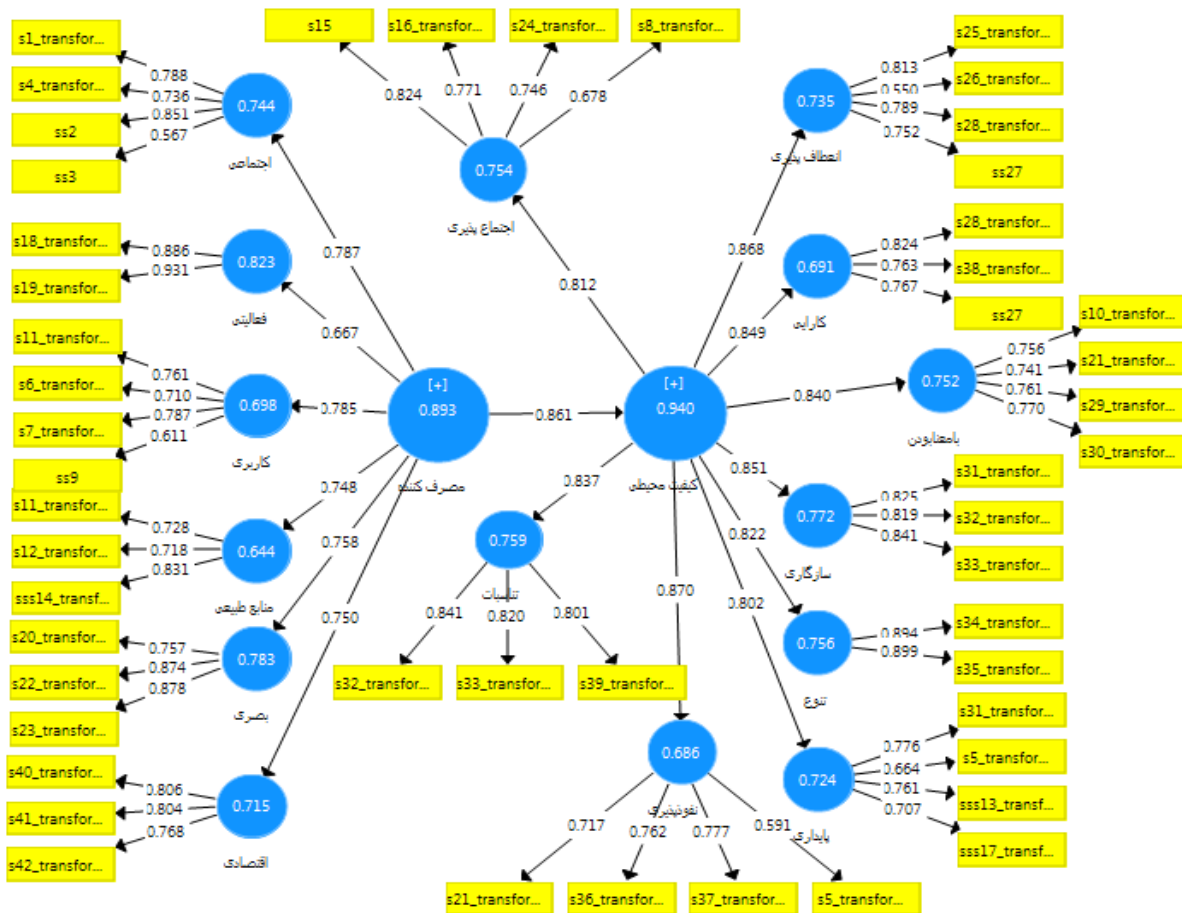 s15
s16_transfor...
s24_transfor...
s8_transfor...
0.824
0.771
0.746
0.678
0.754
اجتماع پذیری
s1_transfor...
s4_transfor...
ss2
ss3
0.788
0.736
0.851
0.567
0.744
اجتماعی
0.787
s18_transfor...
s19_transfor...
0.886
0.931
0.823
فعالیتی
0.667
s11_transfor...
s6_transfor...
s7_transfor...
ss9
0.761
0.710
0.787
0.611
0.698
کاربری
0.785
s11_transfor...
s12_transfor...
sss14_transf...
0.728
0.718
0.831
0.644
منابع طبیعی
0.748
s20_transfor...
s22_transfor...
s23_transfor...
0.757
0.874
0.878
0.783
بصری
0.758
s40_transfor...
s41_transfor...
s42_transfor...
0.806
0.804
0.768
0.715
اقتصادی
0.750
[+]
0.893
مصرف کننده
0.861
[+]
0.940
کیفیت محیطی
0.812
0.868
0.735
انعطاف پذیری
0.813
0.550
0.789
0.752
s25_transfor...
s26_transfor...
s28_transfor...
ss27
0.849
0.691
کارایی
0.824
0.763
0.767
s28_transfor...
s38_transfor...
ss27
0.840
0.752
بامعنابودن
0.756
0.741
0.761
0.770
s10_transfor...
s21_transfor...
s29_transfor...
s30_transfor...
0.851
0.772
سازگاری
0.825
0.819
0.841
s31_transfor...
s32_transfor...
s33_transfor...
0.822
0.756
تنوع
0.894
0.899
s34_transfor...
s35_transfor...
0.802
0.724
پایداری
0.776
0.664
0.761
0.707
s31_transfor...
s5_transfor...
sss13_transf...
sss17_transf...
0.837
0.759
تناسبات
0.841
0.820
0.801
s32_transfor...
s33_transfor...
s39_transfor...
0.870
0.686
نفوذپذیری
0.717
0.762
0.777
0.591
s21_transfor...
s36_transfor...
s37_transfor...
s5_transfor...